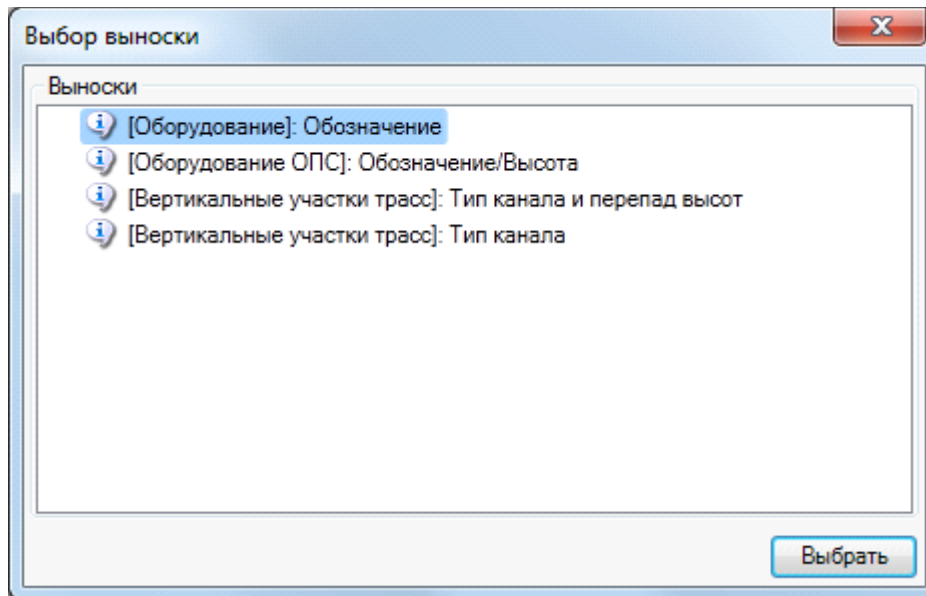 Выбор выноски
Выноски
[Оборудование]: Обозначение
[Оборудование ОПС]: Обозначение/Высота
[Вертикальные участки трасс]: Тип канала и перепад высот
[Вертикальные участки трасс]: Тип канала
Выбрать